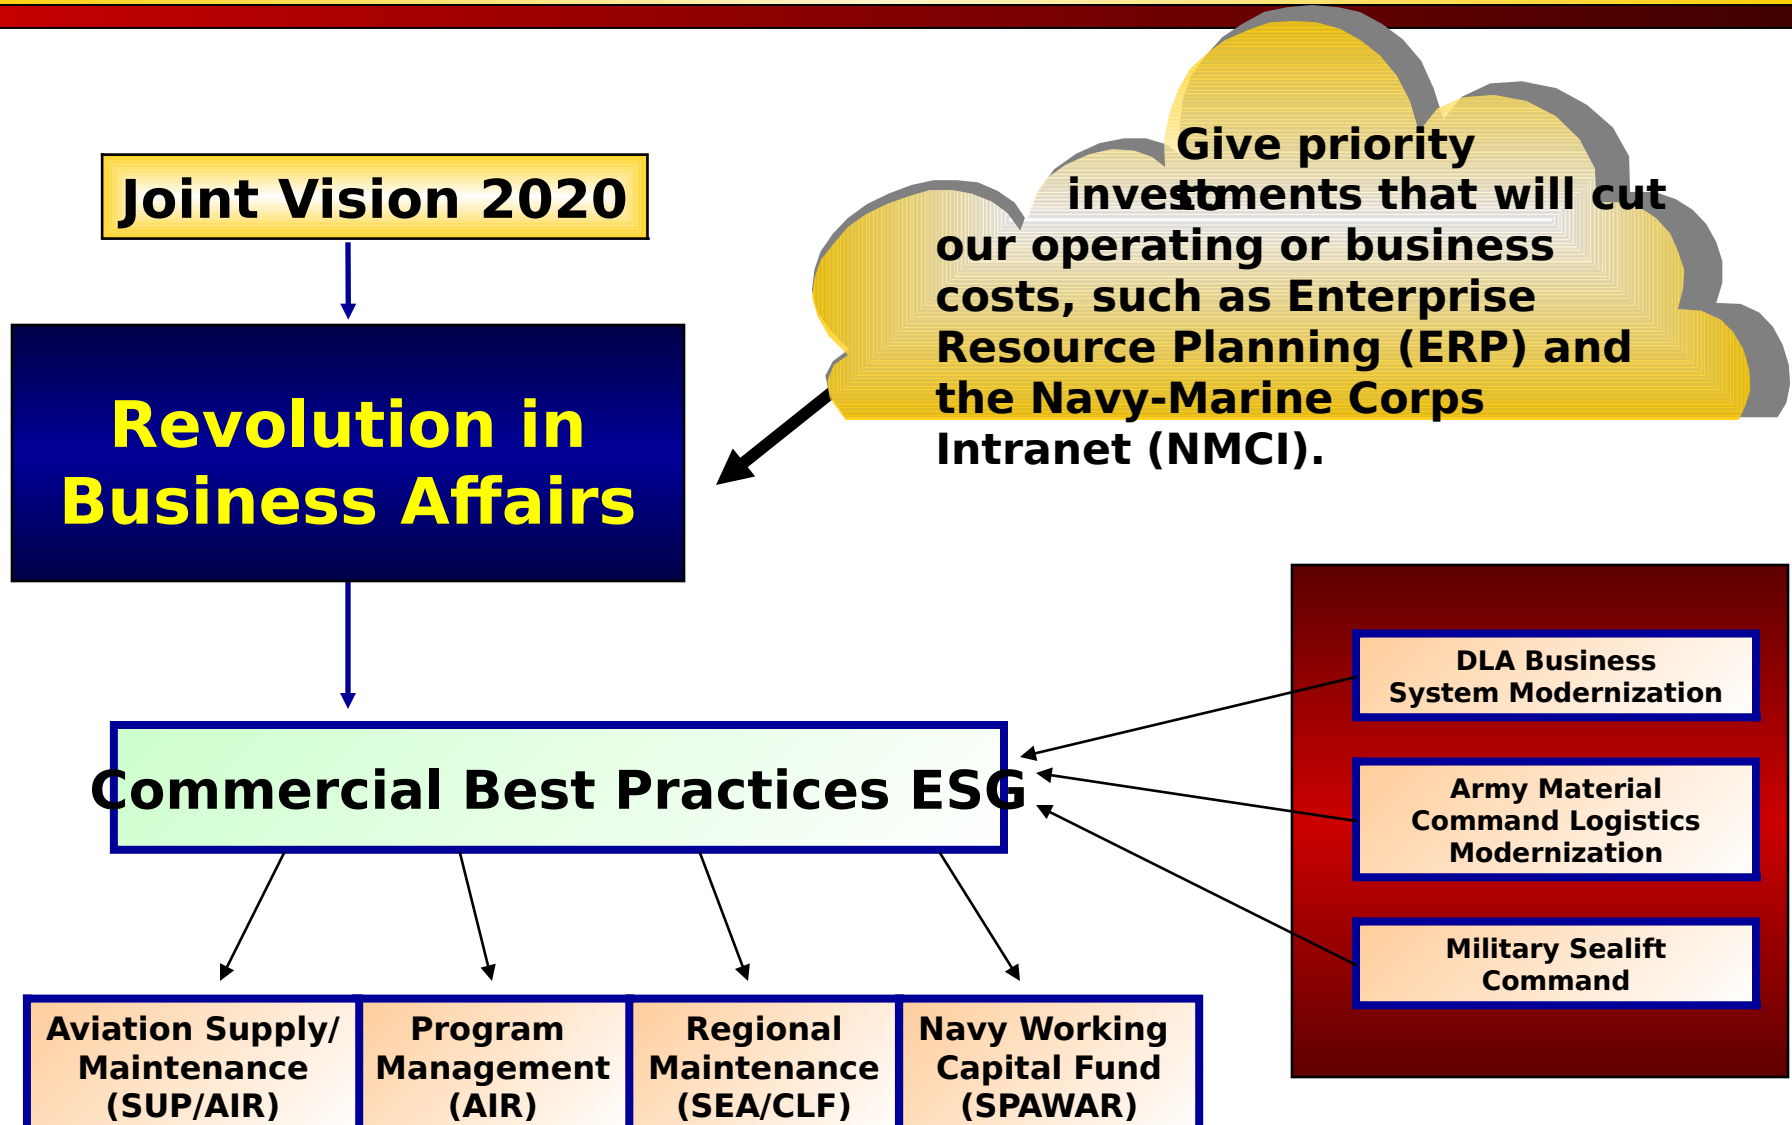 Joint Vision 2020
Give priority
to
investments that will cut
our operating or business
costs, such as Enterprise
Resource Planning (ERP) and
the Navy-Marine Corps
Intranet (NMCI).
Revolution in
Business Affairs
DLA Business
System Modernization
Army Material
Command Logistics
Modernization
Military Sealift
Command
Commercial Best Practices ESG
Aviation Supply/
Maintenance
(SUP/AIR)
Program
Management
(AIR)
Regional
Maintenance
(SEA/CLF)
Navy Working
Capital Fund
(SPAWAR)